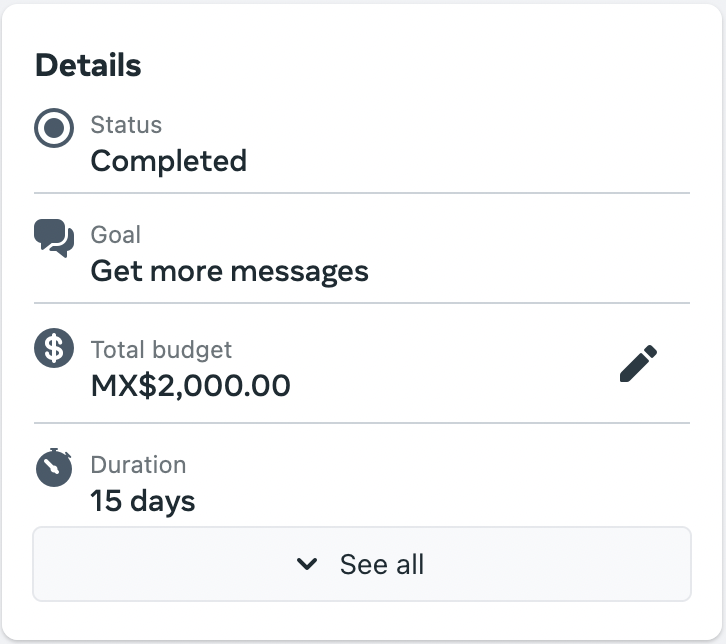 Details
Status
Completed
Goal
Get more messages
Total budget
MX$2,000.00
Duration
15 days
See all